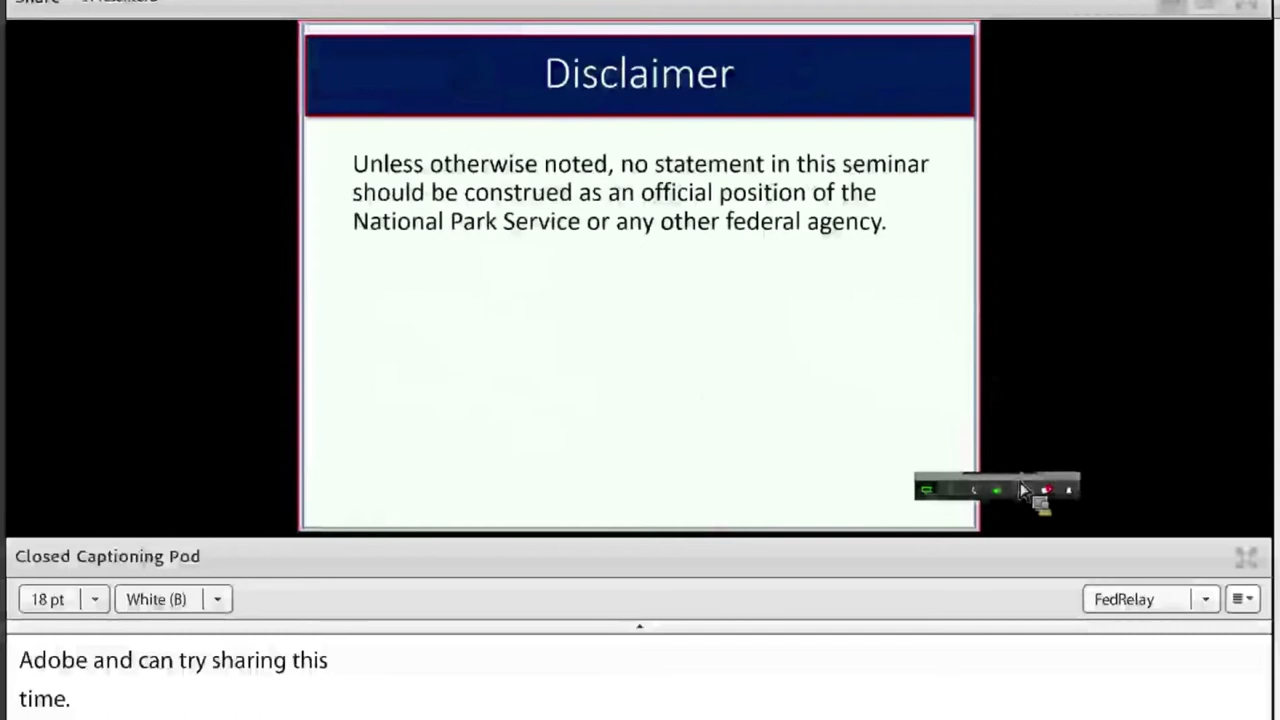 Disclaimer
Unless otherwise noted, no statement in this seminar
should be construed as an official position of the
National Park Service or any other federal agency.
Closed Captioning Pod
18 pt
White (B)
FedRelay
Adobe and can try sharing this
time.